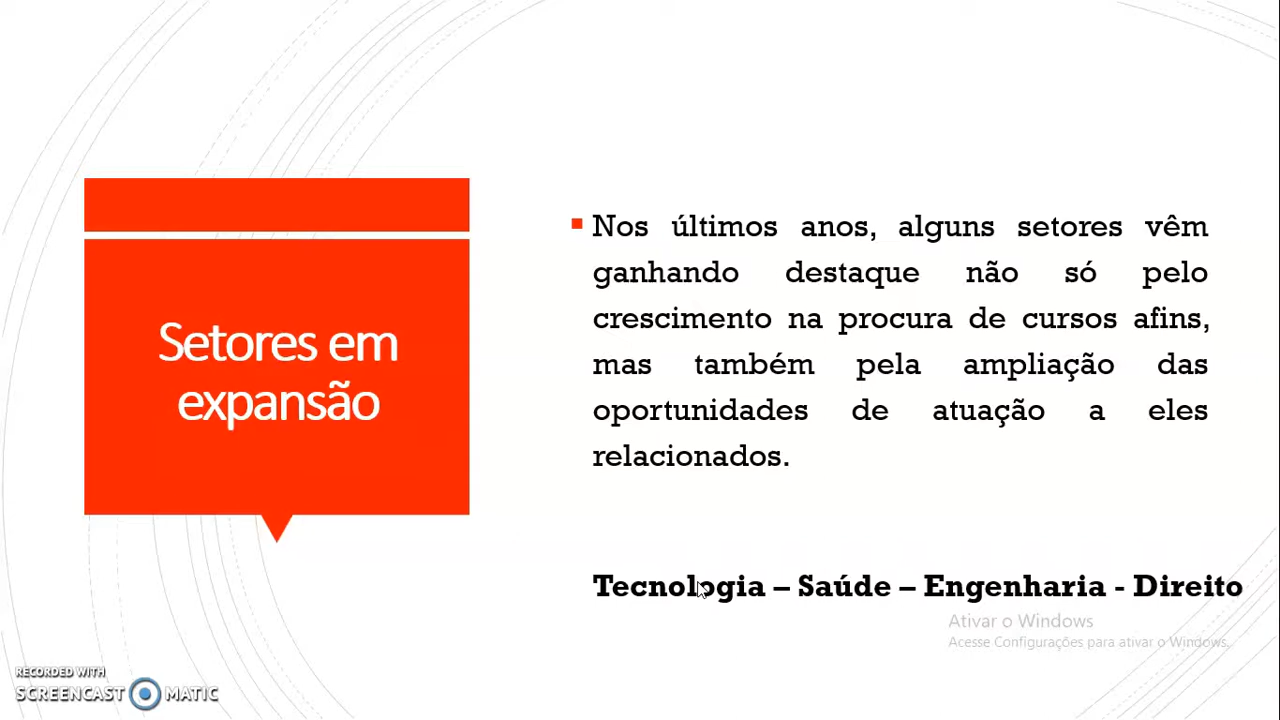 Setores em
expansão
Nos últimos anos, alguns setores vêm
ganhando destaque não só pelo
crescimento na procura de cursos afins,
mas também pela ampliação das
oportunidades de atuação a eles
relacionados.
Tecnologia – Saúde – Engenharia - Direito
Ativar o Windows
Acesse Configurações para ativar o Windows.
RECORDED WITH
SCREENCAST MATIC